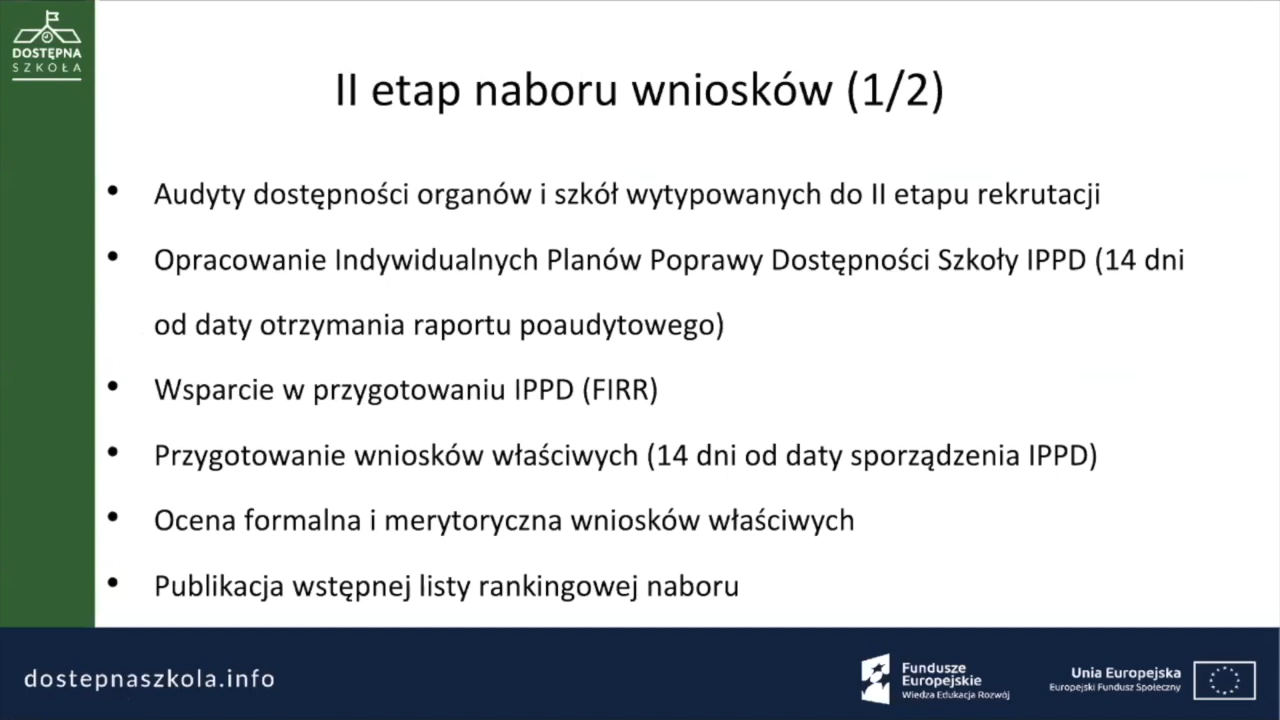 DOSTĘPNA
SZKOŁA
II etap naboru wniosków (1/2)
• Audyty dostępności organów i szkół wytypowanych do II etapu rekrutacji
• Opracowanie Indywidualnych Planów Poprawy Dostępności Szkoły IPPD (14 dni
od daty otrzymania raportu poaudytowego)
• Wsparcie w przygotowaniu IPPD (FIRR)
• Przygotowanie wniosków właściwych (14 dni od daty sporządzenia IPPD)
• Ocena formalna i merytoryczna wniosków właściwych
• Publikacja wstępnej listy rankingowej naboru
dostepnaszkola.info
Fundusze
Europejskie
Wiedza Edukacja Rozwój
Unia Europejska
Europejski Fundusz Społeczny